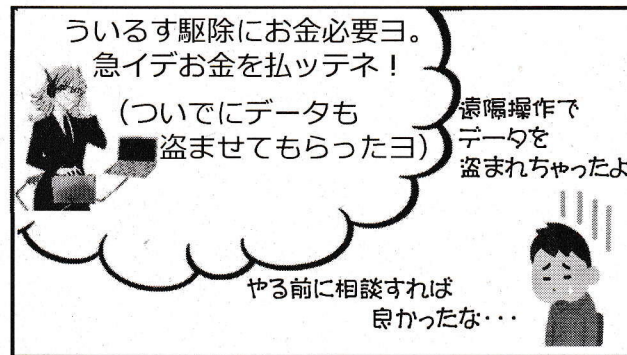 ういるす駆除にお金必要ヨ。
急イデお金を払ッテネ！
（ついでにデータも
盗ませてもらったヨ）
遠隔操作で
データを
盗まれちゃったよ
やる前に相談すれば
良かったな・・・